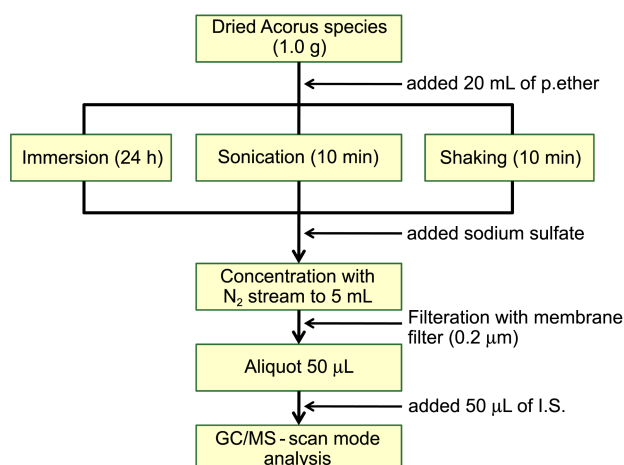 Dried Acorus species
(1.0 g)
added 20 mL of p.ether
Immersion (24 h)
Sonication (10 min)
Shaking (10 min)
added sodium sulfate
Concentration with
N₂ stream to 5 mL
Filteration with membrane
filter (0.2 μm)
Aliquot 50 μL
added 50 μL of I.S.
GC/MS - scan mode
analysis